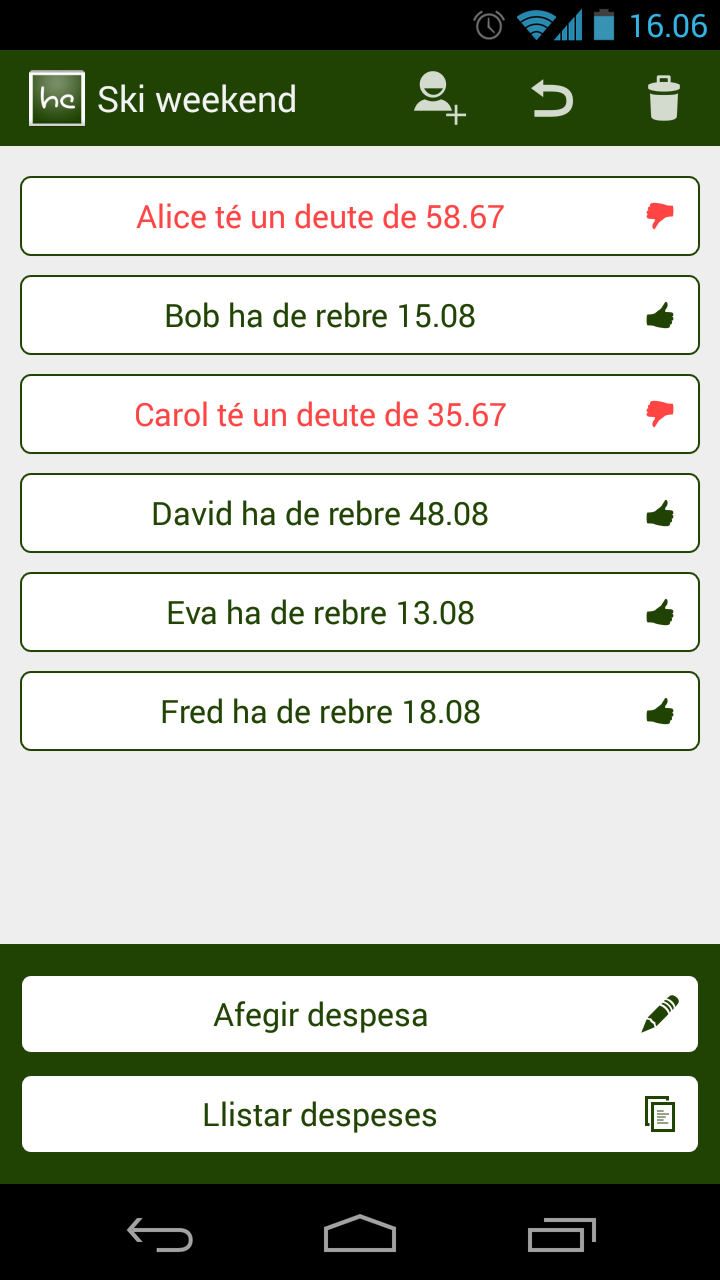 16.06
hc Ski weekend
Alice té un deute de 58.67
Bob ha de rebre 15.08
Carol té un deute de 35.67
David ha de rebre 48.08
Eva ha de rebre 13.08
Fred ha de rebre 18.08
Afegir despesa
Llistar despeses